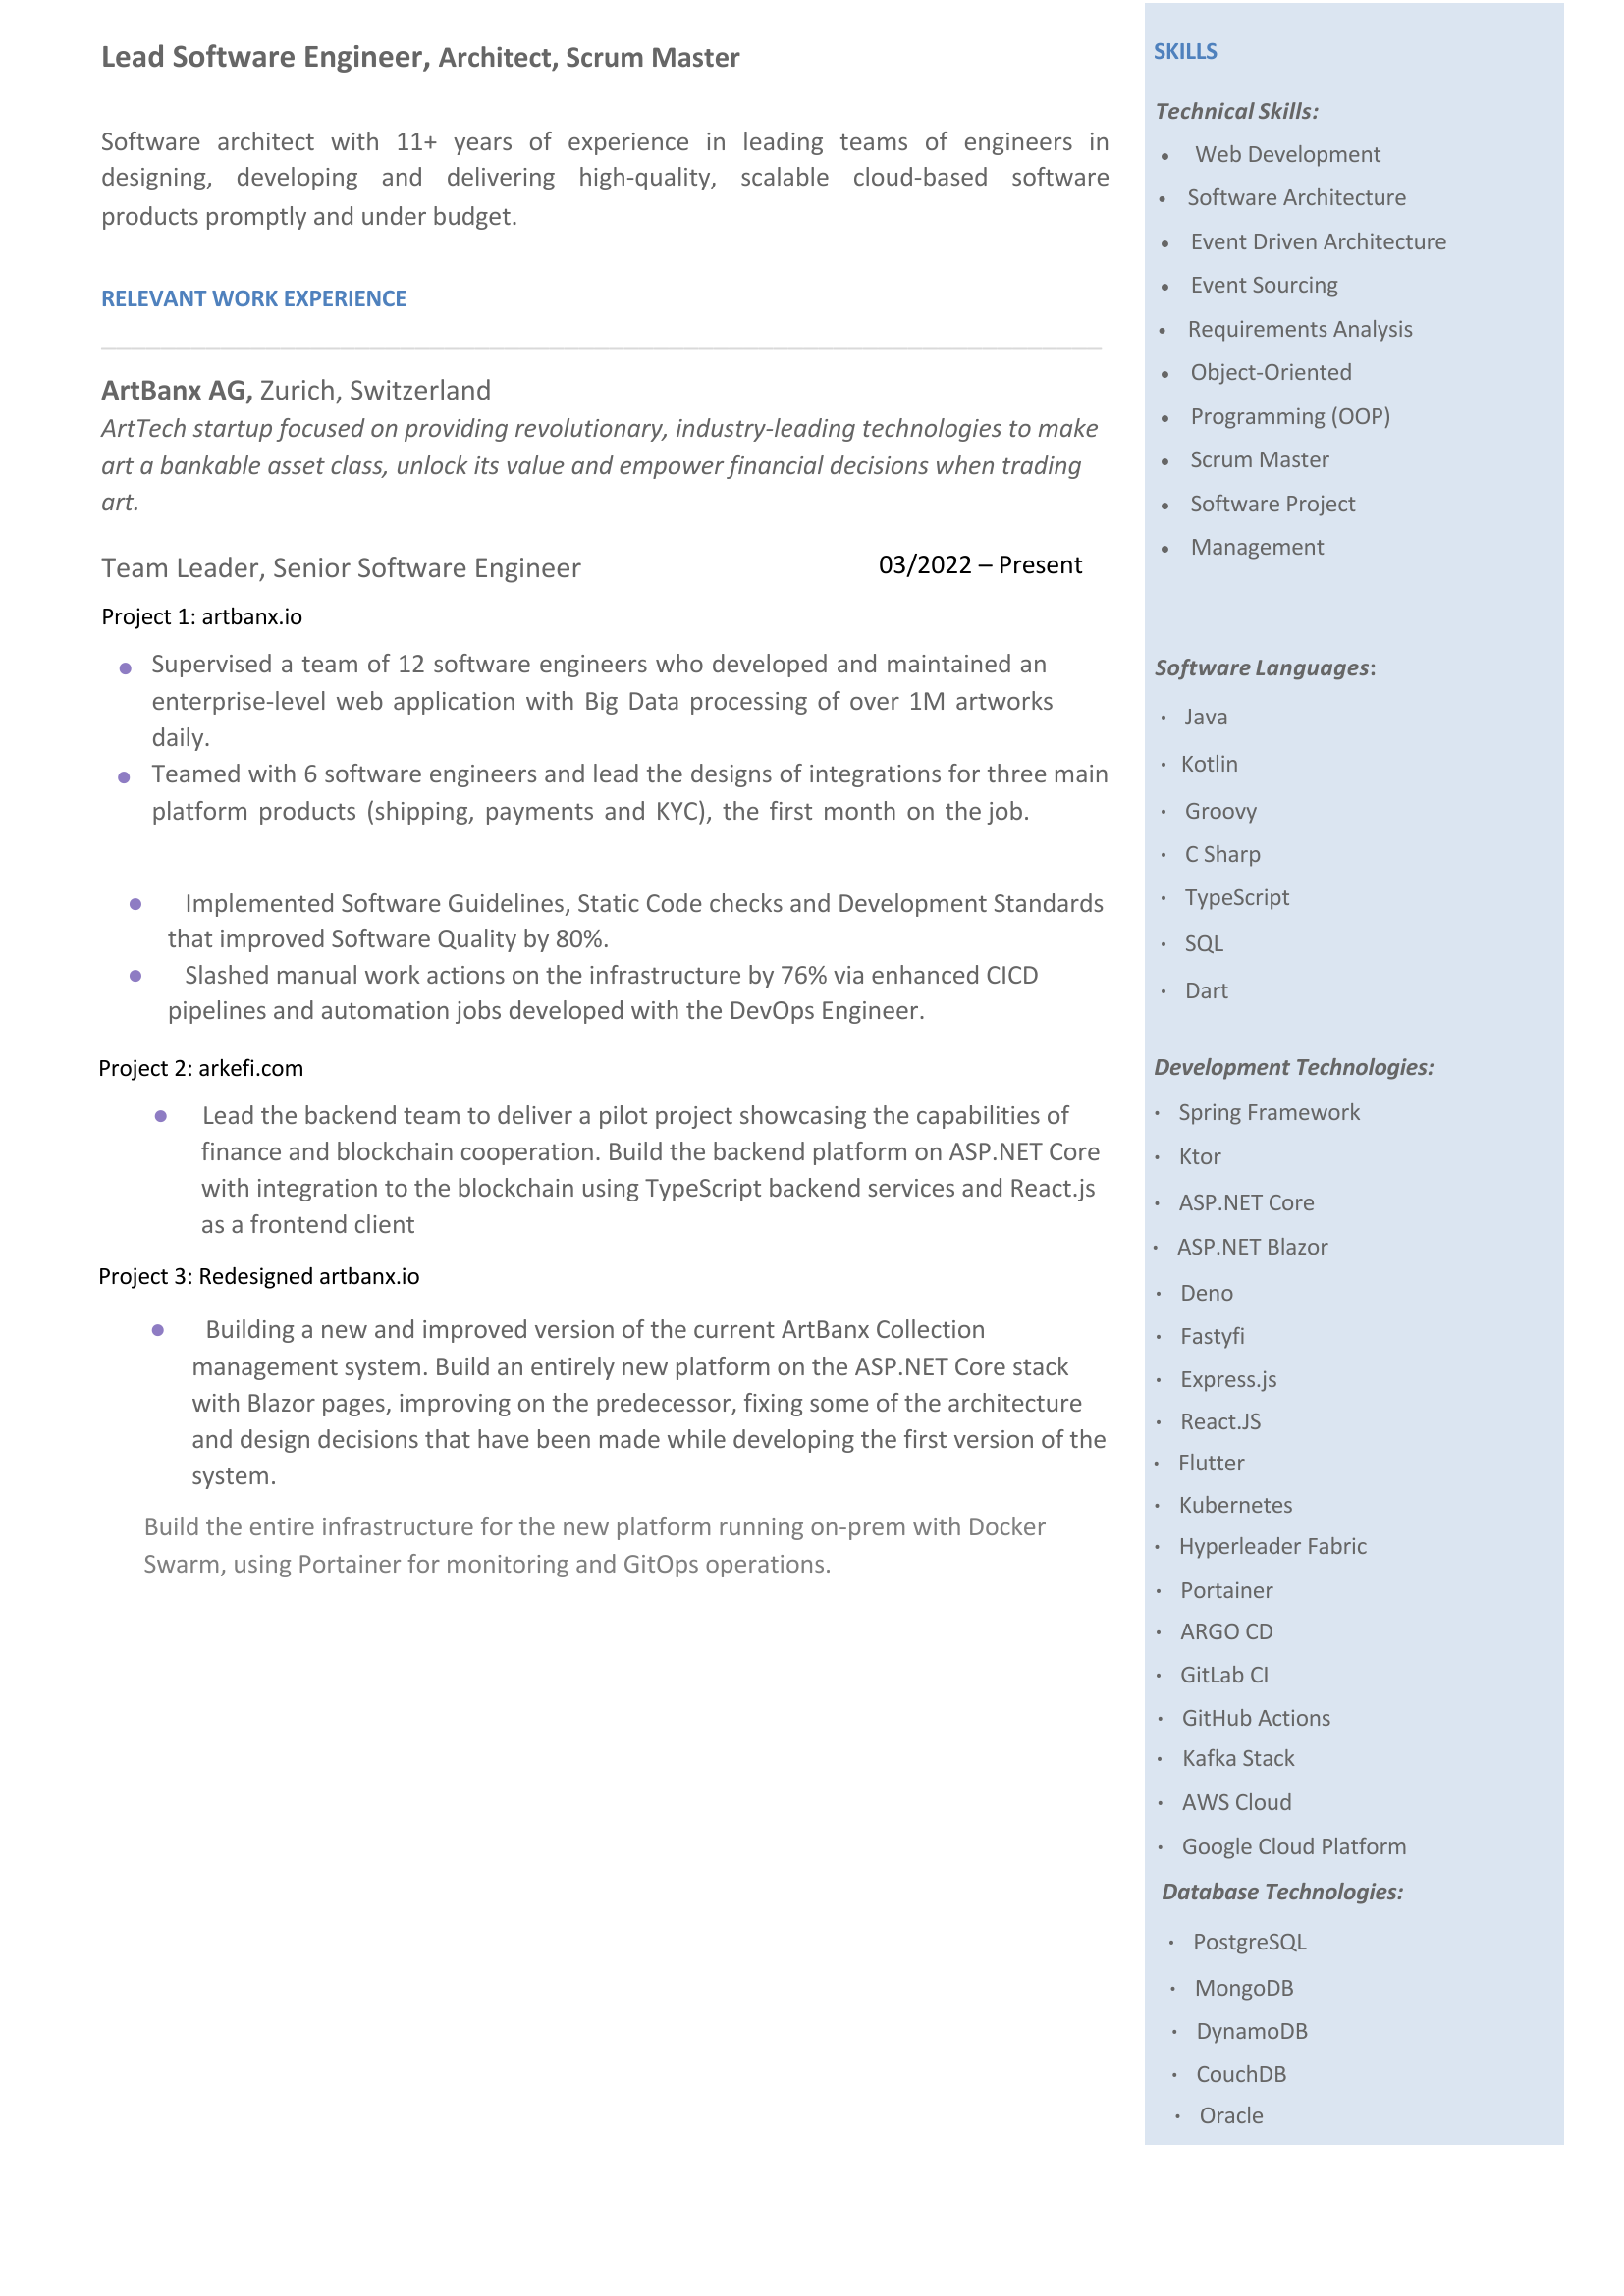 Lead Software Engineer, Architect, Scrum Master
Software architect with 11+ years of experience in leading teams of engineers in
designing, developing and delivering high-quality, scalable cloud-based software
products promptly and under budget.
RELEVANT WORK EXPERIENCE
ArtBanx AG, Zurich, Switzerland
ArtTech startup focused on providing revolutionary, industry-leading technologies to make
art a bankable asset class, unlock its value and empower financial decisions when trading
art.
Team Leader, Senior Software Engineer 03/2022 – Present
Project 1: artbanx.io
• Supervised a team of 12 software engineers who developed and maintained an
enterprise-level web application with Big Data processing of over 1M artworks
daily.
• Teamed with 6 software engineers and lead the designs of integrations for three main
platform products (shipping, payments and KYC), the first month on the job.
• Implemented Software Guidelines, Static Code checks and Development Standards
that improved Software Quality by 80%.
• Slashed manual work actions on the infrastructure by 76% via enhanced CICD
pipelines and automation jobs developed with the DevOps Engineer.
Project 2: arkefi.com
• Lead the backend team to deliver a pilot project showcasing the capabilities of
finance and blockchain cooperation. Build the backend platform on ASP.NET Core
with integration to the blockchain using TypeScript backend services and React.js
as a frontend client
Project 3: Redesigned artbanx.io
• Building a new and improved version of the current ArtBanx Collection
management system. Build an entirely new platform on the ASP.NET Core stack
with Blazor pages, improving on the predecessor, fixing some of the architecture
and design decisions that have been made while developing the first version of the
system.
Build the entire infrastructure for the new platform running on-prem with Docker
Swarm, using Portainer for monitoring and GitOps operations.
SKILLS
Technical Skills:
• Web Development
• Software Architecture
• Event Driven Architecture
• Event Sourcing
• Requirements Analysis
• Object-Oriented
• Programming (OOP)
• Scrum Master
• Software Project
• Management
Software Languages:
· Java
· Kotlin
· Groovy
· C Sharp
· TypeScript
· SQL
· Dart
Development Technologies:
· Spring Framework
· Ktor
· ASP.NET Core
· ASP.NET Blazor
· Deno
· Fastyfi
· Express.js
· React.JS
· Flutter
· Kubernetes
· Hyperleader Fabric
· Portainer
· ARGO CD
· GitLab CI
· GitHub Actions
· Kafka Stack
· AWS Cloud
· Google Cloud Platform
Database Technologies:
· PostgreSQL
· MongoDB
· DynamoDB
· CouchDB
· Oracle